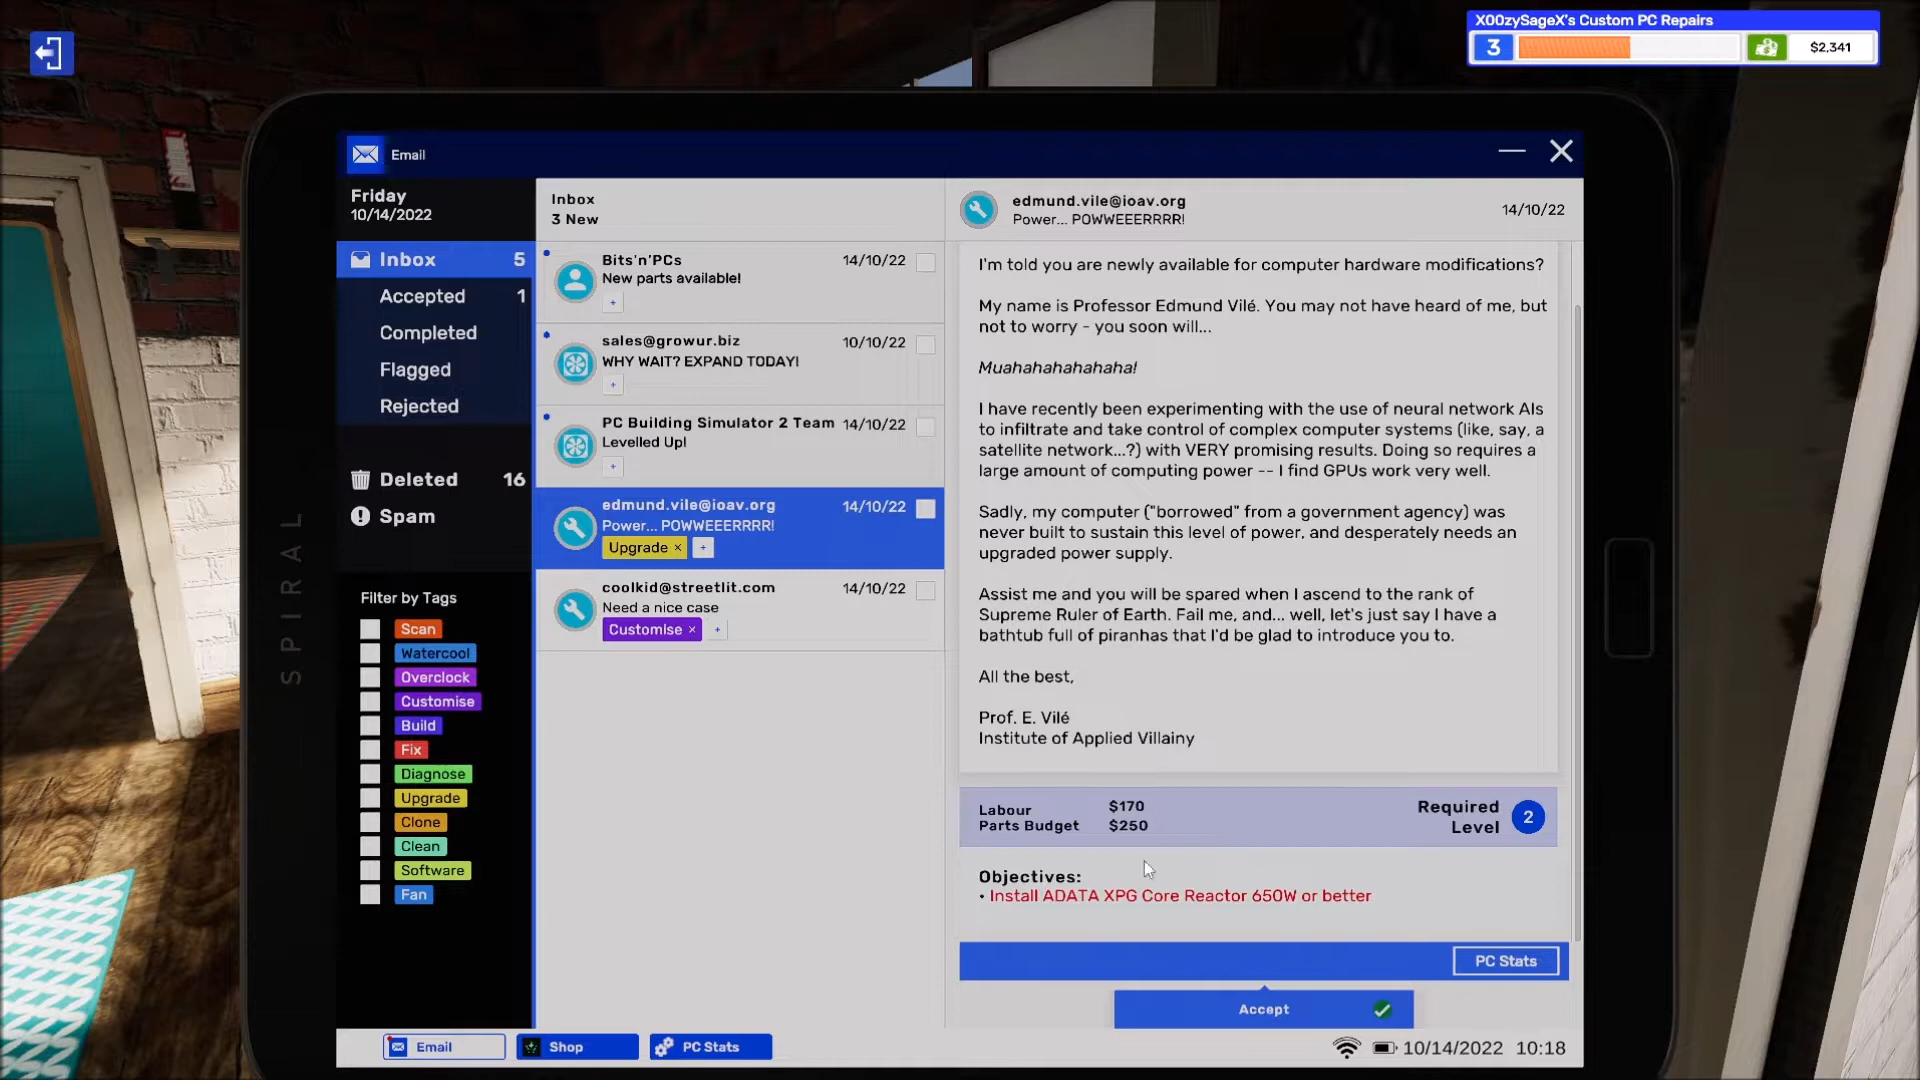 X00zySageX's Custom PC Repairs
3
$2,341
Email
Friday
10/14/2022
Inbox 5
Accepted 1
Completed
Flagged
Rejected
Deleted 16
Spam
Filter by Tags
Scan
Watercool
Overclock
Customise
Build
Fix
Diagnose
Upgrade
Clone
Clean
Software
Fan
Inbox
3 New
Bits'n'PCs 14/10/22
New parts available!
+
sales@growur.biz 10/10/22
WHY WAIT? EXPAND TODAY!
+
PC Building Simulator 2 Team 14/10/22
Levelled Up!
+
edmund.vile@ioav.org 14/10/22
Power... POWWEEERRRR!
Upgrade × +
coolkid@streetlit.com 14/10/22
Need a nice case
Customise × +
edmund.vile@ioav.org
Power... POWWEEERRRR!
14/10/22
I'm told you are newly available for computer hardware modifications?
My name is Professor Edmund Vilé. You may not have heard of me, but
not to worry - you soon will...
Muahahahahahaha!
I have recently been experimenting with the use of neural network AIs
to infiltrate and take control of complex computer systems (like, say, a
satellite network...?) with VERY promising results. Doing so requires a
large amount of computing power -- I find GPUs work very well.
Sadly, my computer ("borrowed" from a government agency) was
never built to sustain this level of power, and desperately needs an
upgraded power supply.
Assist me and you will be spared when I ascend to the rank of
Supreme Ruler of Earth. Fail me, and... well, let's just say I have a
bathtub full of piranhas that I'd be glad to introduce you to.
All the best,
Prof. E. Vilé
Institute of Applied Villainy
Labour $170
Parts Budget $250
Required
Level
2
Objectives:
• Install ADATA XPG Core Reactor 650W or better
PC Stats
Accept
Email
Shop
PC Stats
10/14/2022 10:18
SPIRAL